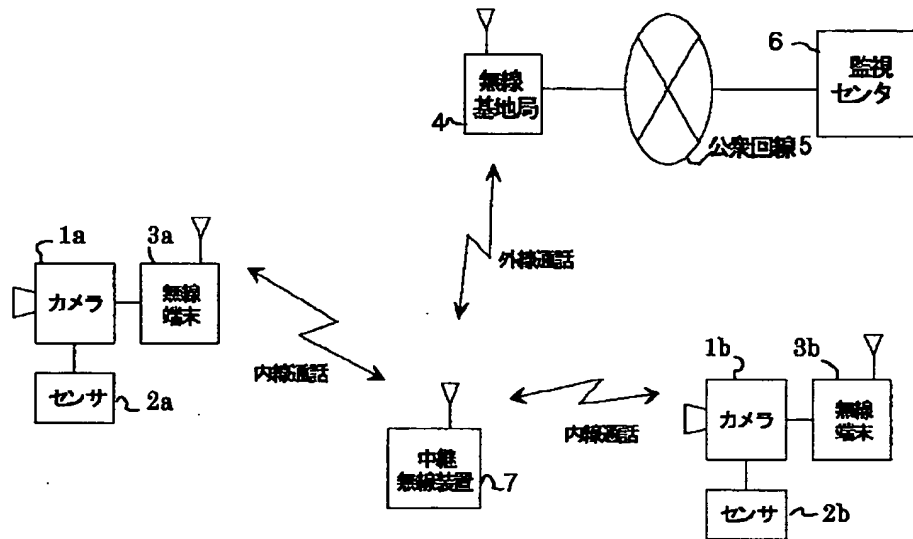 6
監視
センタ
無線
基地局
4
公衆回線5
外線通話
1a
3a
カメラ
無線
端末
内線通話
センサ
2a
1b
3b
カメラ
無線
端末
内線通話
中継
無線装置
7
センサ
2b